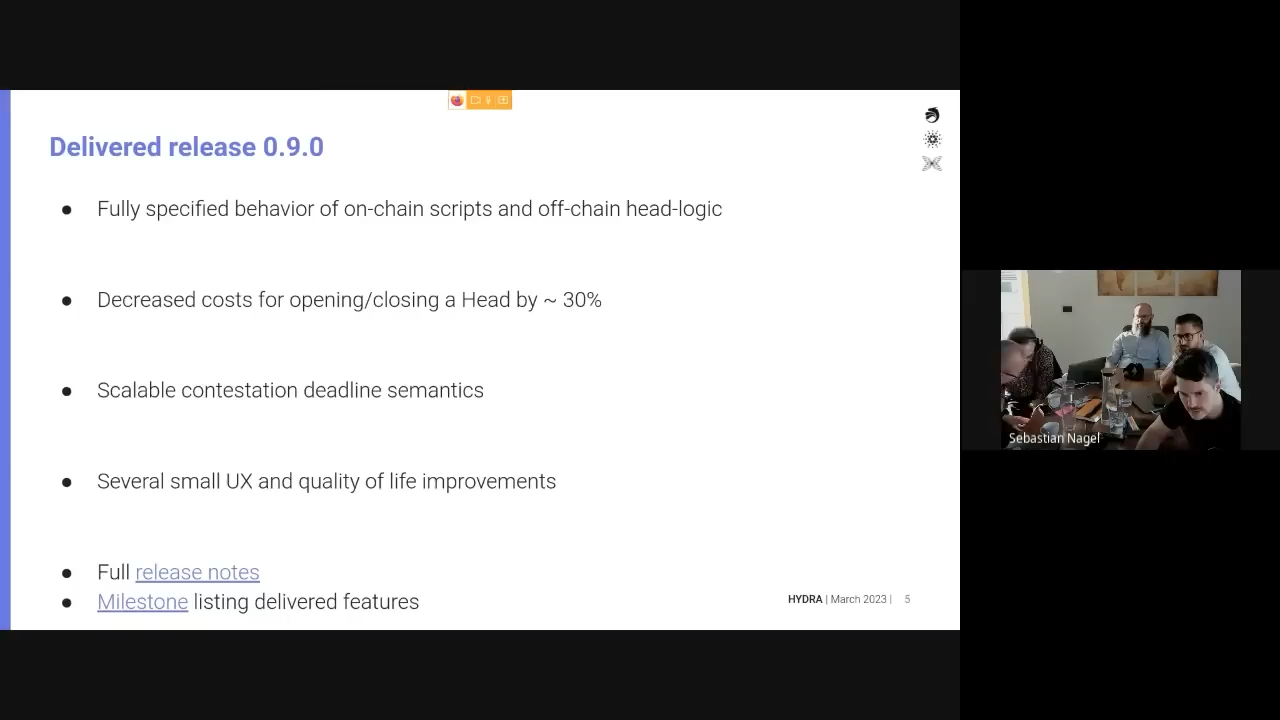 Delivered release 0.9.0
● Fully specified behavior of on-chain scripts and off-chain head-logic
● Decreased costs for opening/closing a Head by ~ 30%
● Scalable contestation deadline semantics
● Several small UX and quality of life improvements
● Full release notes
● Milestone listing delivered features
HYDRA | March 2023 | 5
Sebastian Nagel